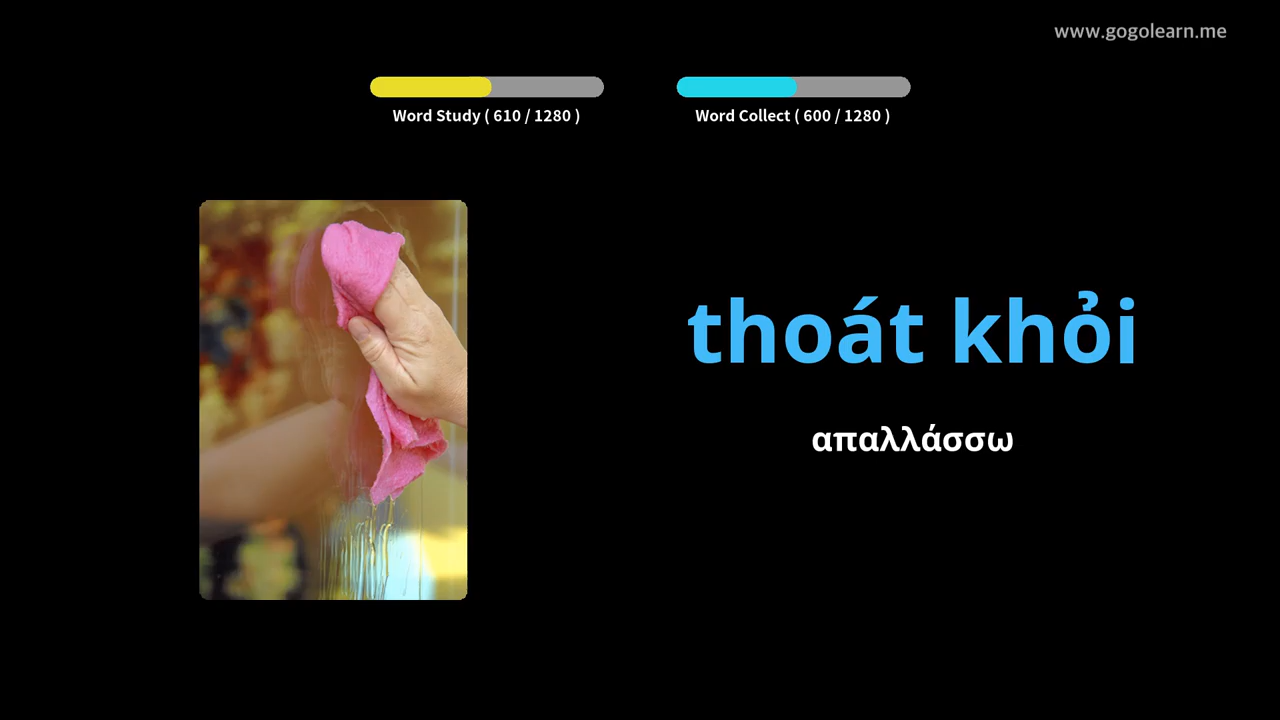 www.gogolearn.me
Word Study ( 610 / 1280 )
Word Collect ( 600 / 1280 )
thoát khỏi
απαλλάσσω